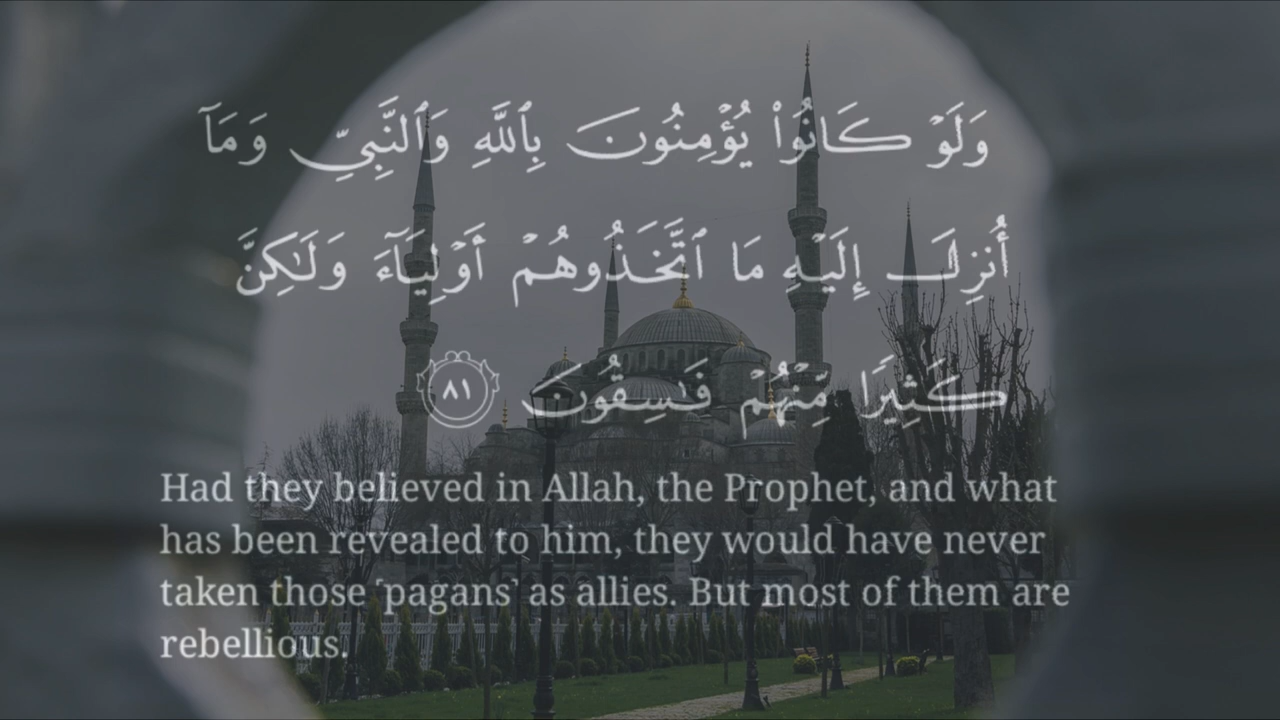 وَلَوۡ كَانُواْ يُؤۡمِنُونَ بِٱللَّهِ وَٱلنَّبِيِّ وَمَآ
أُنزِلَ إِلَيۡهِ مَا ٱتَّخَذُوهُمۡ أَوۡلِيَآءَ وَلَٰكِنَّ
كَثِيرٗا مِّنۡهُمۡ فَٰسِقُونَ ٨١
Had they believed in Allah, the Prophet, and what
has been revealed to him, they would have never
taken those ˹pagans˺ as allies. But most of them are
rebellious.